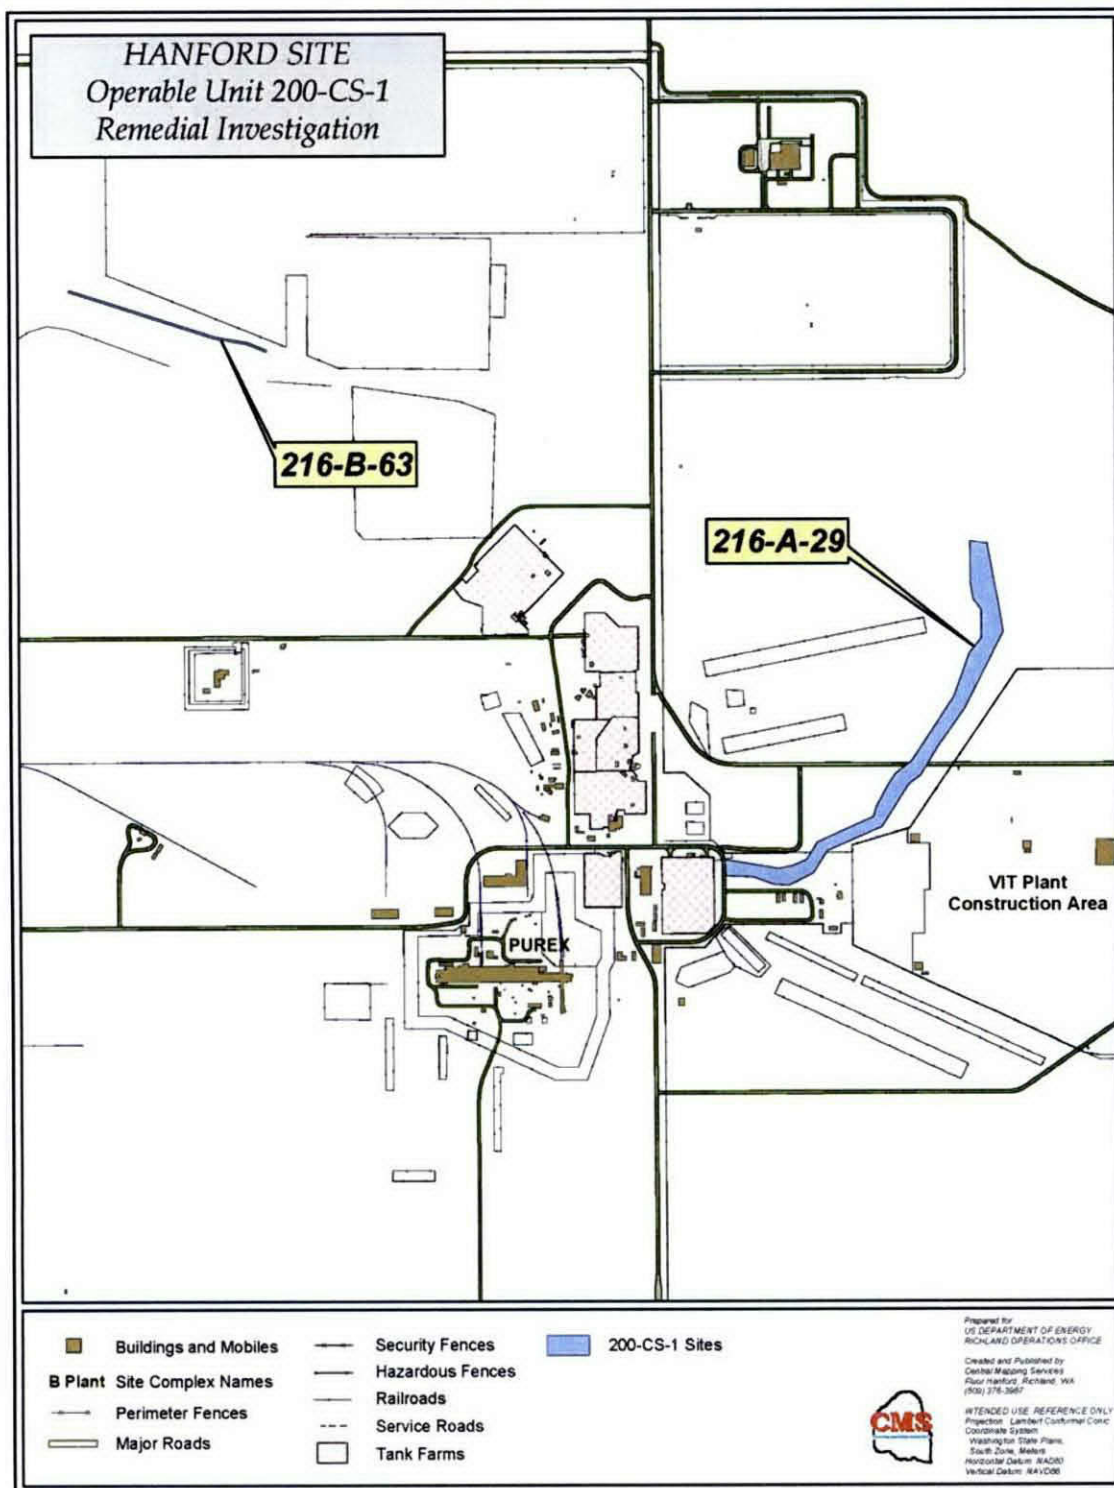 HANFORD SITE
Operable Unit 200-CS-1
Remedial Investigation
216-B-63
216-A-29
VIT Plant
Construction Area
PUREX
Buildings and Mobiles
B Plant Site Complex Names
Perimeter Fences
Major Roads
Security Fences
Hazardous Fences
Railroads
Service Roads
Tank Farms
200-CS-1 Sites
CMS
Prepared for
US DEPARTMENT OF ENERGY
RICHLAND OPERATIONS OFFICE
Created and Published by
Central Mapping Services
Fluor Hanford, Richland, WA
(509) 376-3967
INTENDED USE: REFERENCE ONLY
Projection: Lambert Conformal Conic
Coordinate System:
Washington State Plane,
South Zone, Meters
Horizontal Datum: NAD83
Vertical Datum: NAVD88